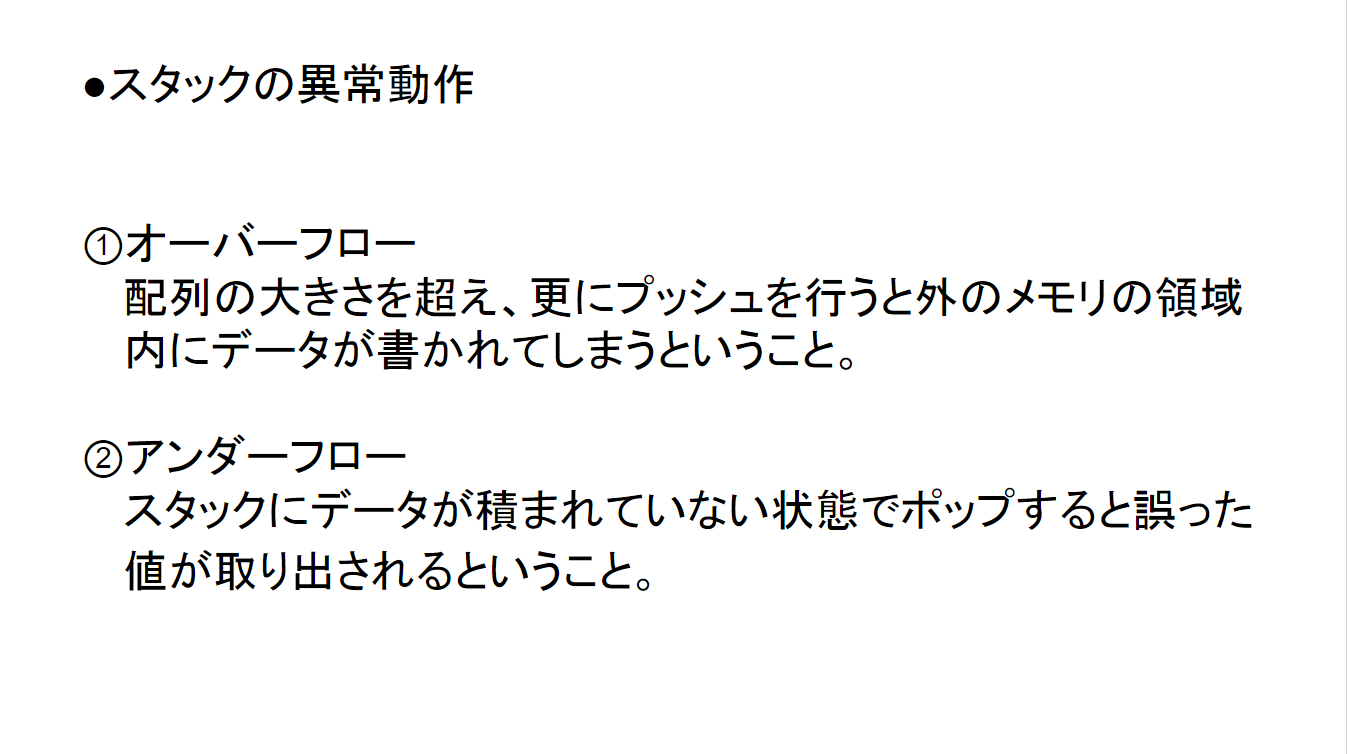 ●スタックの異常動作
①オーバーフロー
配列の大きさを超え、更にプッシュを行うと外のメモリの領域
内にデータが書かれてしまうということ。
②アンダーフロー
スタックにデータが積まれていない状態でポップすると誤った
値が取り出されるということ。